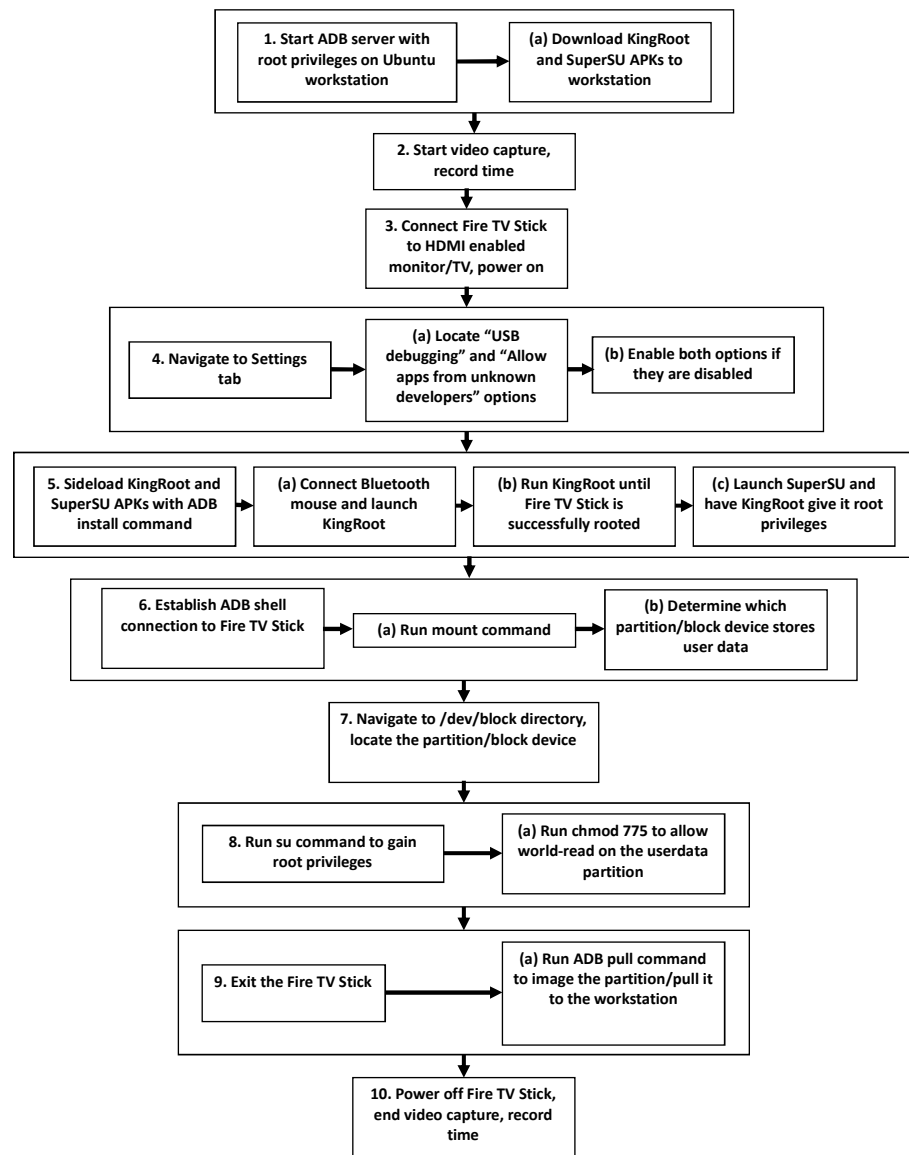 1. Start ADB server with
root privileges on Ubuntu
workstation
(a) Download KingRoot
and SuperSU APKs to
workstation
2. Start video capture,
record time
3. Connect Fire TV Stick
to HDMI enabled
monitor/TV, power on
4. Navigate to Settings
tab
(a) Locate “USB
debugging” and “Allow
apps from unknown
developers” options
(b) Enable both options if
they are disabled
5. Sideload KingRoot and
SuperSU APKs with ADB
install command
(a) Connect Bluetooth
mouse and launch
KingRoot
(b) Run KingRoot until
Fire TV Stick is
successfully rooted
(c) Launch SuperSU and
have KingRoot give it root
privileges
6. Establish ADB shell
connection to Fire TV Stick
(a) Run mount command
(b) Determine which
partition/block device stores
user data
7. Navigate to /dev/block directory,
locate the partition/block device
8. Run su command to gain
root privileges
(a) Run chmod 775 to allow
world-read on the userdata
partition
9. Exit the Fire TV Stick
(a) Run ADB pull command
to image the partition/pull it
to the workstation
10. Power off Fire TV Stick,
end video capture, record
time